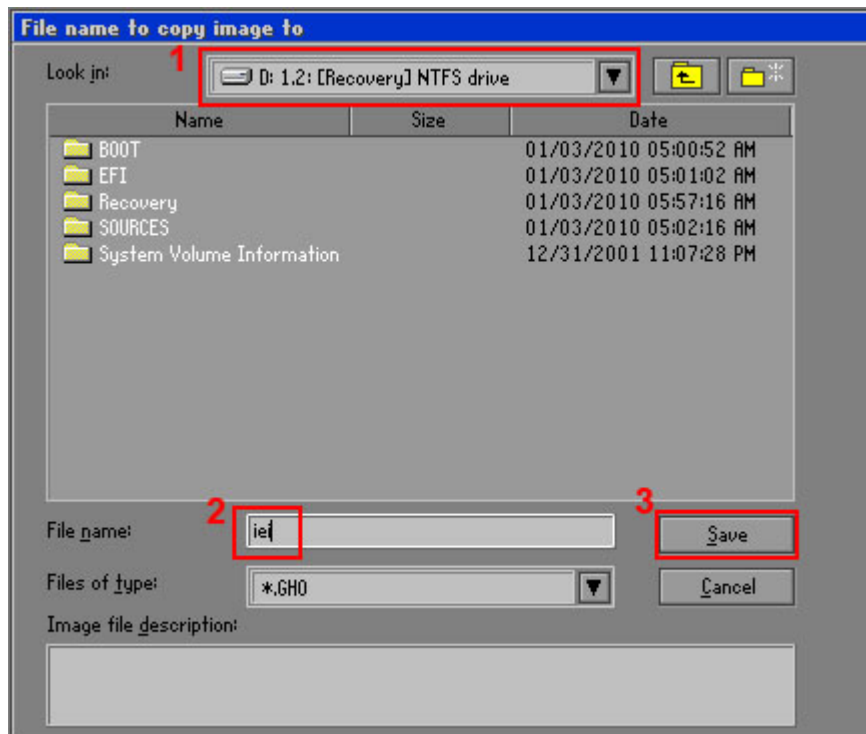 File name to copy image to
Look in: 1 D: 1.2: [Recovery] NTFS drive
Name Size Date
BOOT 01/03/2010 05:00:52 AM
EFI 01/03/2010 05:01:02 AM
Recovery 01/03/2010 05:57:16 AM
SOURCES 01/03/2010 05:02:16 AM
System Volume Information 12/31/2001 11:07:28 PM
2 3
File name: iei Save
Files of type: *.GHO Cancel
Image file description: